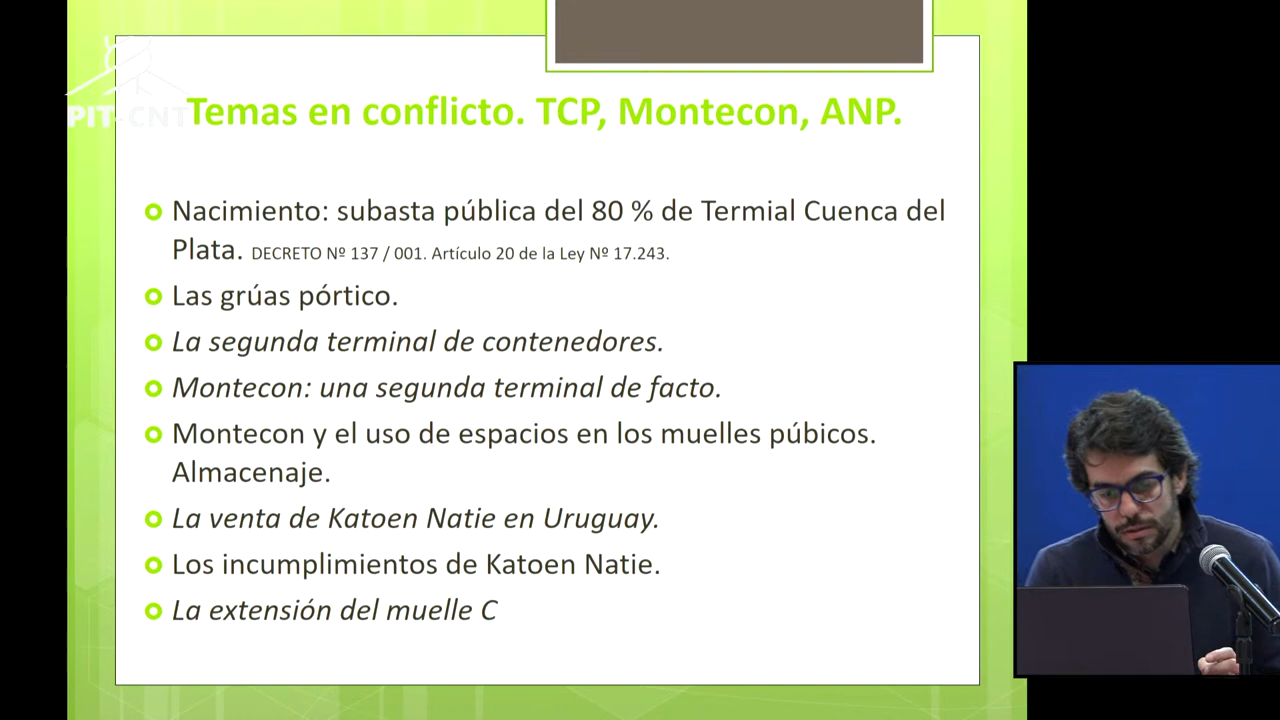 PIT-CNT
Temas en conflicto. TCP, Montecon, ANP.
Nacimiento: subasta pública del 80 % de Termial Cuenca del
Plata. DECRETO Nº 137 / 001. Artículo 20 de la Ley Nº 17.243.
Las grúas pórtico.
La segunda terminal de contenedores.
Montecon: una segunda terminal de facto.
Montecon y el uso de espacios en los muelles púbicos.
Almacenaje.
La venta de Katoen Natie en Uruguay.
Los incumplimientos de Katoen Natie.
La extensión del muelle C